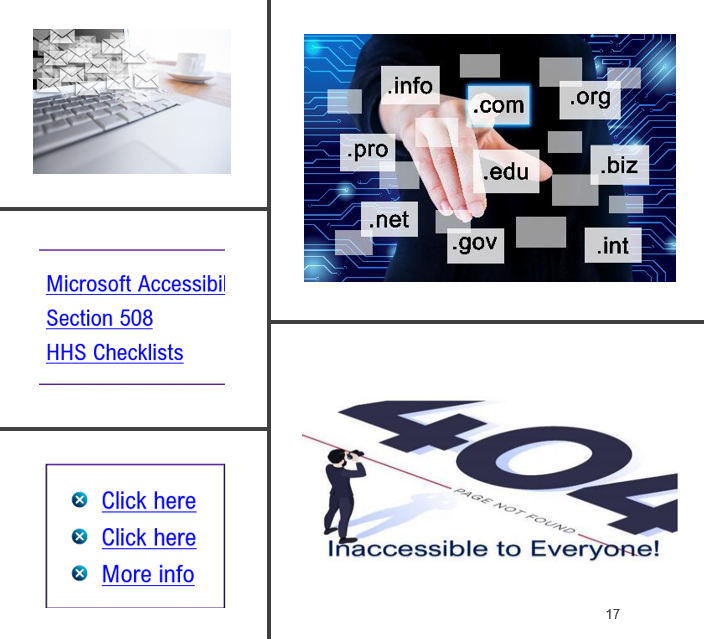 .info
.com
.org
.pro
.edu
.biz
.net
.gov
.int
Microsoft Accessibil
Section 508
HHS Checklists
Click here
Click here
More info
404
PAGE NOT FOUND
Inaccessible to Everyone!
17